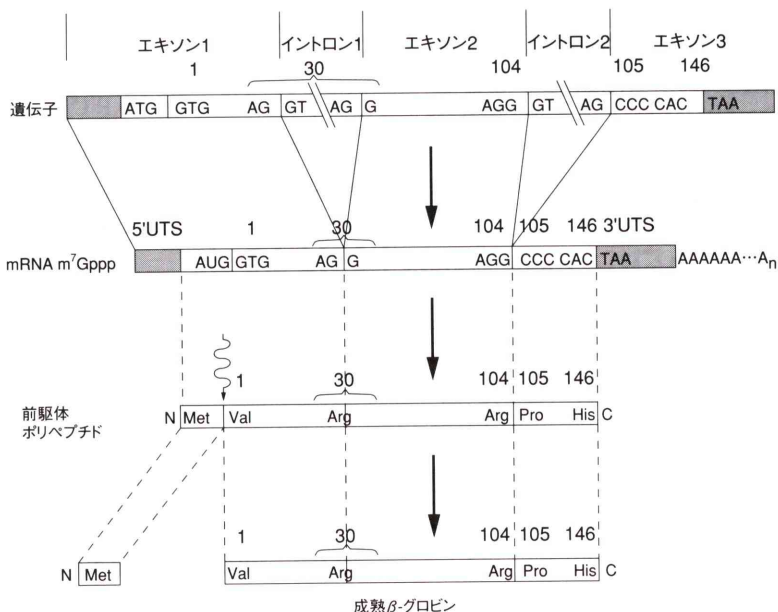 エキソン1 イントロン1 エキソン2 イントロン2 エキソン3
1 30 104 105 146
遺伝子 ATG GTG AG GT AG G AGG GT AG CCC CAC TAA
5'UTS 1 30 104 105 146 3'UTS
mRNA m⁷Gppp AUG GTG AG G AGG CCC CAC TAA AAAAAA…Aₙ
1 30 104 105 146
前駆体
ポリペプチド
N Met Val Arg Arg Pro His C
1 30 104 105 146
N Met Val Arg Arg Pro His C
成熟β-グロビン